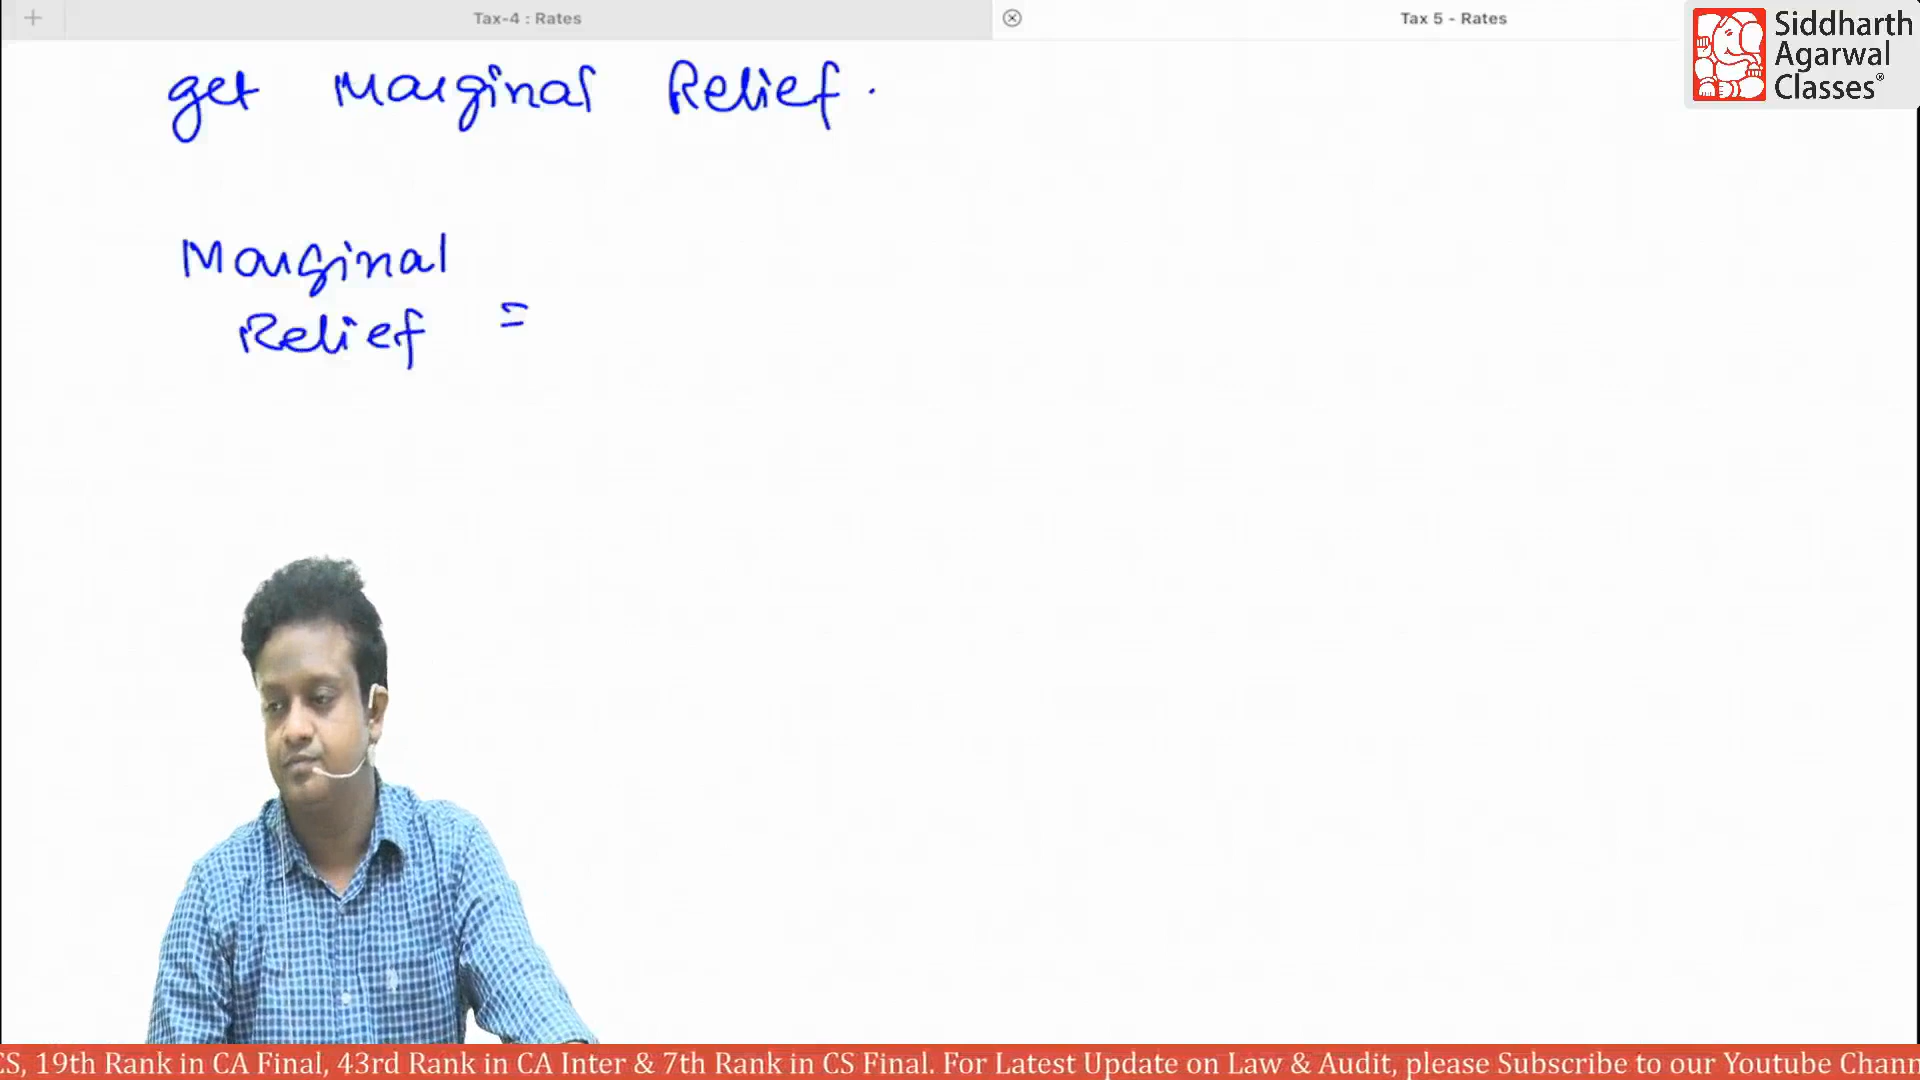 Tax-4 : Rates
Tax 5 - Rates
Siddharth
Agarwal
Classes®
get Marginal Relief.
Marginal
Relief =
CS, 19th Rank in CA Final, 43rd Rank in CA Inter & 7th Rank in CS Final. For Latest Update on Law & Audit, please Subscribe to our Youtube Chann